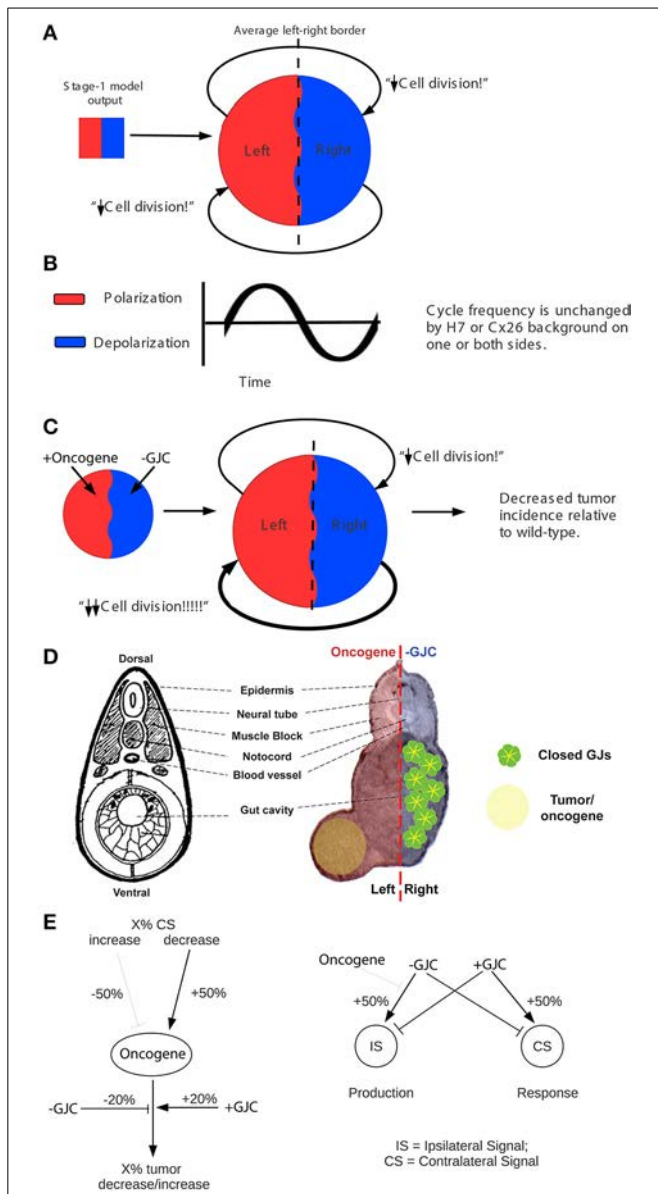 A
Average left-right border
Stage-1 model
output
"↓Cell division!"
Left
Right
"↓Cell division!"
B
Polarization
Depolarization
Time
Cycle frequency is unchanged
by H7 or Cx26 background on
one or both sides.
C
+Oncogene
-GJC
"↓Cell division!"
Left
Right
Decreased tumor
incidence relative
to wild-type.
"↓↓Cell division!!!!!"
D
Dorsal
Oncogene
-GJC
Epidermis
Neural tube
Muscle Block
Notocord
Blood vessel
Gut cavity
Closed GJs
Tumor/
oncogene
Ventral
Left
Right
E
X% CS
increase
decrease
-50%
+50%
Oncogene
-GJC
-20%
+20%
+GJC
X% tumor
decrease/increase
Oncogene
-GJC
+GJC
+50%
+50%
IS
CS
Production
Response
IS = Ipsilateral Signal;
CS = Contralateral Signal